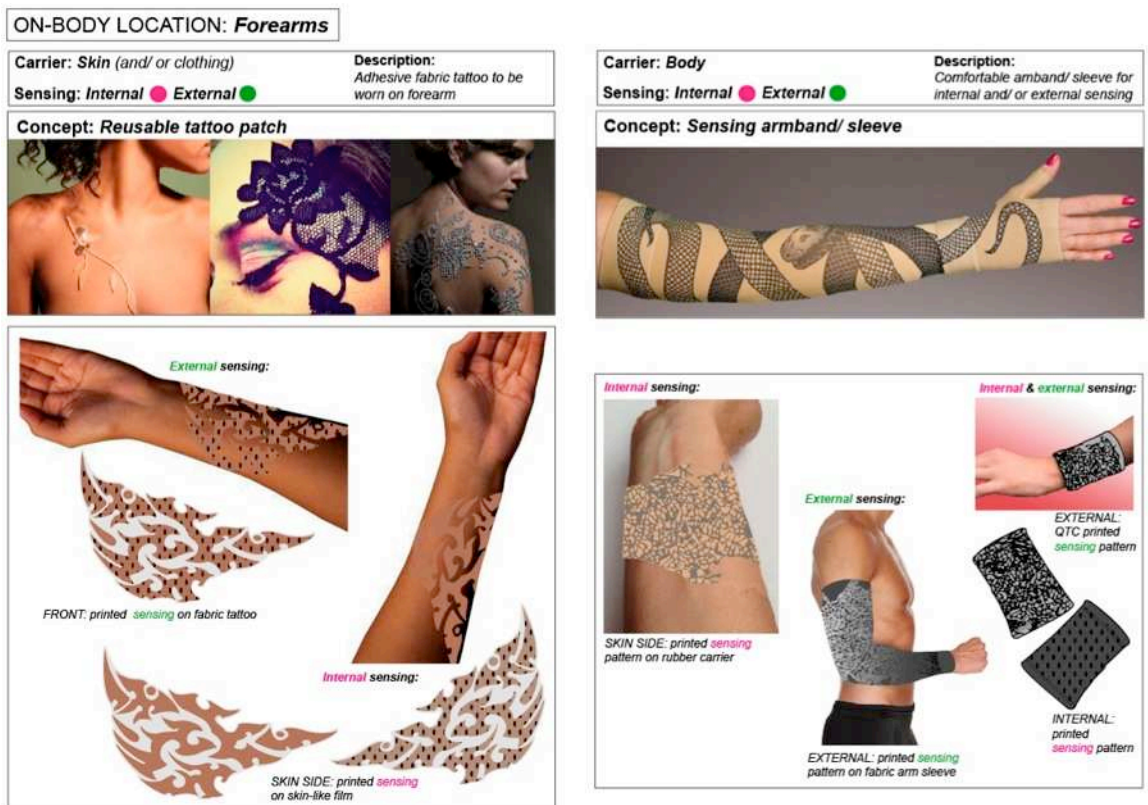 ON-BODY LOCATION: Forearms
Carrier: Skin (and/ or clothing)
Sensing: Internal External
Description:
Adhesive fabric tattoo to be
worn on forearm
Concept: Reusable tattoo patch
External sensing:
FRONT: printed sensing on fabric tattoo
Internal sensing:
SKIN SIDE: printed sensing
on skin-like film
Carrier: Body
Sensing: Internal External
Description:
Comfortable armband/ sleeve for
internal and/ or external sensing
Concept: Sensing armband/ sleeve
Internal sensing:
SKIN SIDE: printed sensing
pattern on rubber carrier
External sensing:
EXTERNAL: printed sensing
pattern on fabric arm sleeve
Internal & external sensing:
EXTERNAL:
QTC printed
sensing pattern
INTERNAL:
printed
sensing pattern